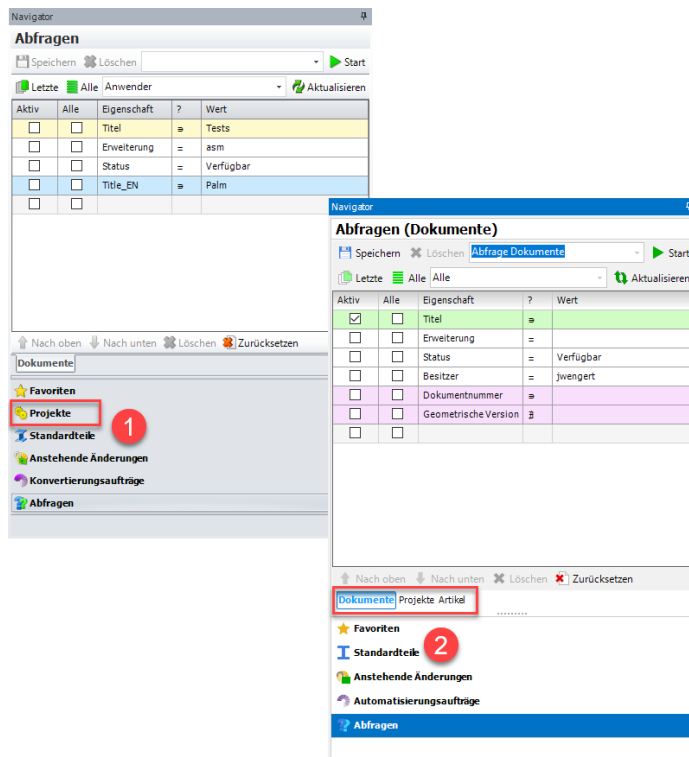 Navigator
Abfragen
Speichern Löschen Start
Letzte Alle Anwender Aktualisieren
Aktiv Alle Eigenschaft ? Wert
Titel ∍ Tests
Erweiterung = asm
Status = Verfügbar
Title_EN ∍ Palm
Nach oben Nach unten Löschen Zurücksetzen
Dokumente
Favoriten
Projekte
1
Standardteile
Anstehende Änderungen
Konvertierungsaufträge
Abfragen
Navigator
Abfragen (Dokumente)
Speichern Löschen Abfrage Dokumente Start
Letzte Alle Alle Aktualisieren
Aktiv Alle Eigenschaft ? Wert
Titel ∍
Erweiterung =
Status = Verfügbar
Besitzer = jwengert
Dokumentnummer ∍
Geometrische Version
Nach oben Nach unten Löschen Zurücksetzen
Dokumente Projekte Artikel
Favoriten
Standardteile
2
Anstehende Änderungen
Automatisierungsaufträge
Abfragen